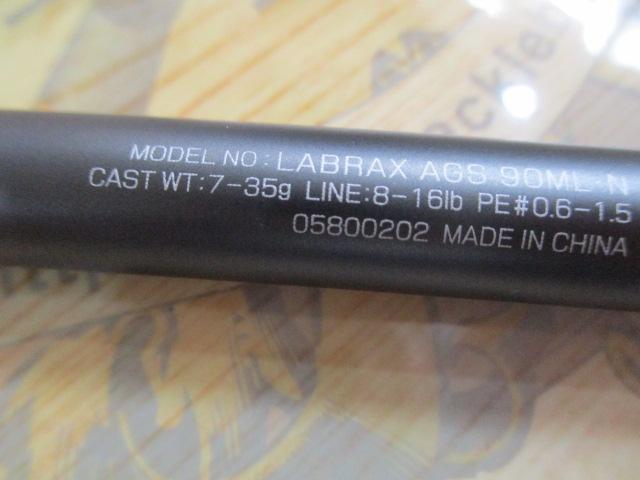 MODEL NO: LABRAX AGS 90ML-N
CAST WT:7-35g LINE:8-16lb PE#0.6-1.5
05800202 MADE IN CHINA